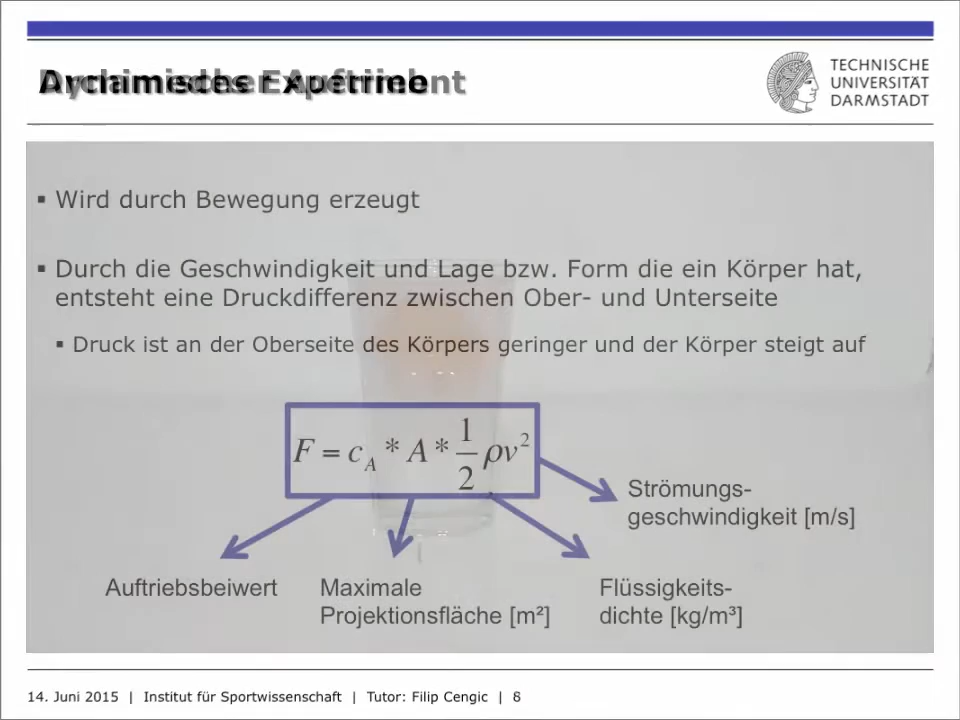 TECHNISCHE
UNIVERSITÄT
DARMSTADT
▪ Wird durch Bewegung erzeugt
▪ Durch die Geschwindigkeit und Lage bzw. Form die ein Körper hat,
entsteht eine Druckdifferenz zwischen Ober- und Unterseite
▪ Druck ist an der Oberseite des Körpers geringer und der Körper steigt auf
F = c_A * A * 1/2 ρv²
Strömungs-
geschwindigkeit [m/s]
Auftriebsbeiwert
Maximale
Projektionsfläche [m²]
Flüssigkeits-
dichte [kg/m³]
14. Juni 2015 | Institut für Sportwissenschaft | Tutor: Filip Cengic | 8